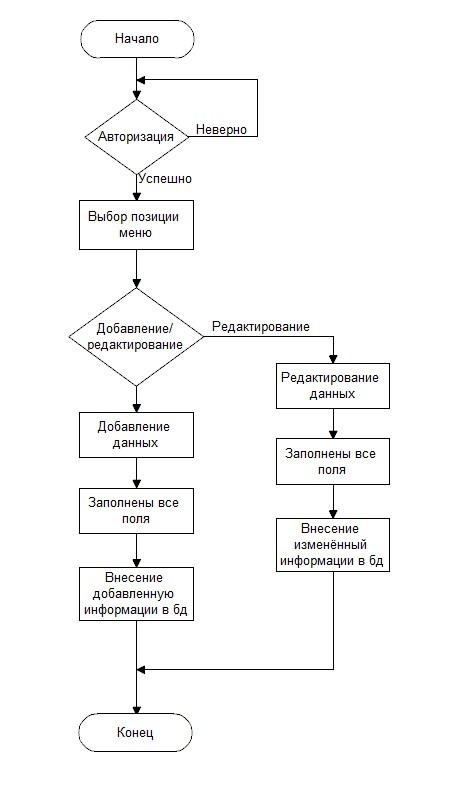 Начало
Авторизация
Неверно
Успешно
Выбор позиции
меню
Добавление/
редактирование
Редактирование
Редактирование
данных
Добавление
данных
Заполнены все
поля
Заполнены все
поля
Внесение
изменённый
информации в бд
Внесение
добавленную
информации в бд
Конец